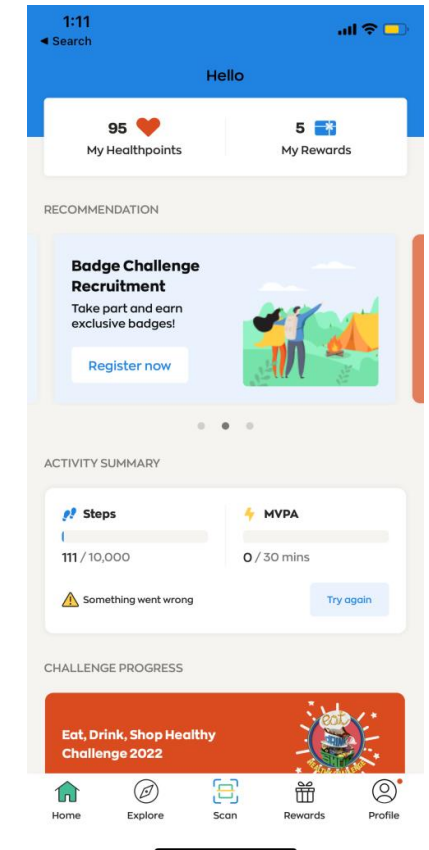 1:11
◀ Search
Hello
95
5
My Healthpoints
My Rewards
RECOMMENDATION
Badge Challenge
Recruitment
Take part and earn
exclusive badges!
Register now
ACTIVITY SUMMARY
Steps
MVPA
111 / 10,000
0 / 30 mins
Something went wrong
Try again
CHALLENGE PROGRESS
Eat, Drink, Shop Healthy
Challenge 2022
eat
Home
Explore
Scan
Rewards
Profile